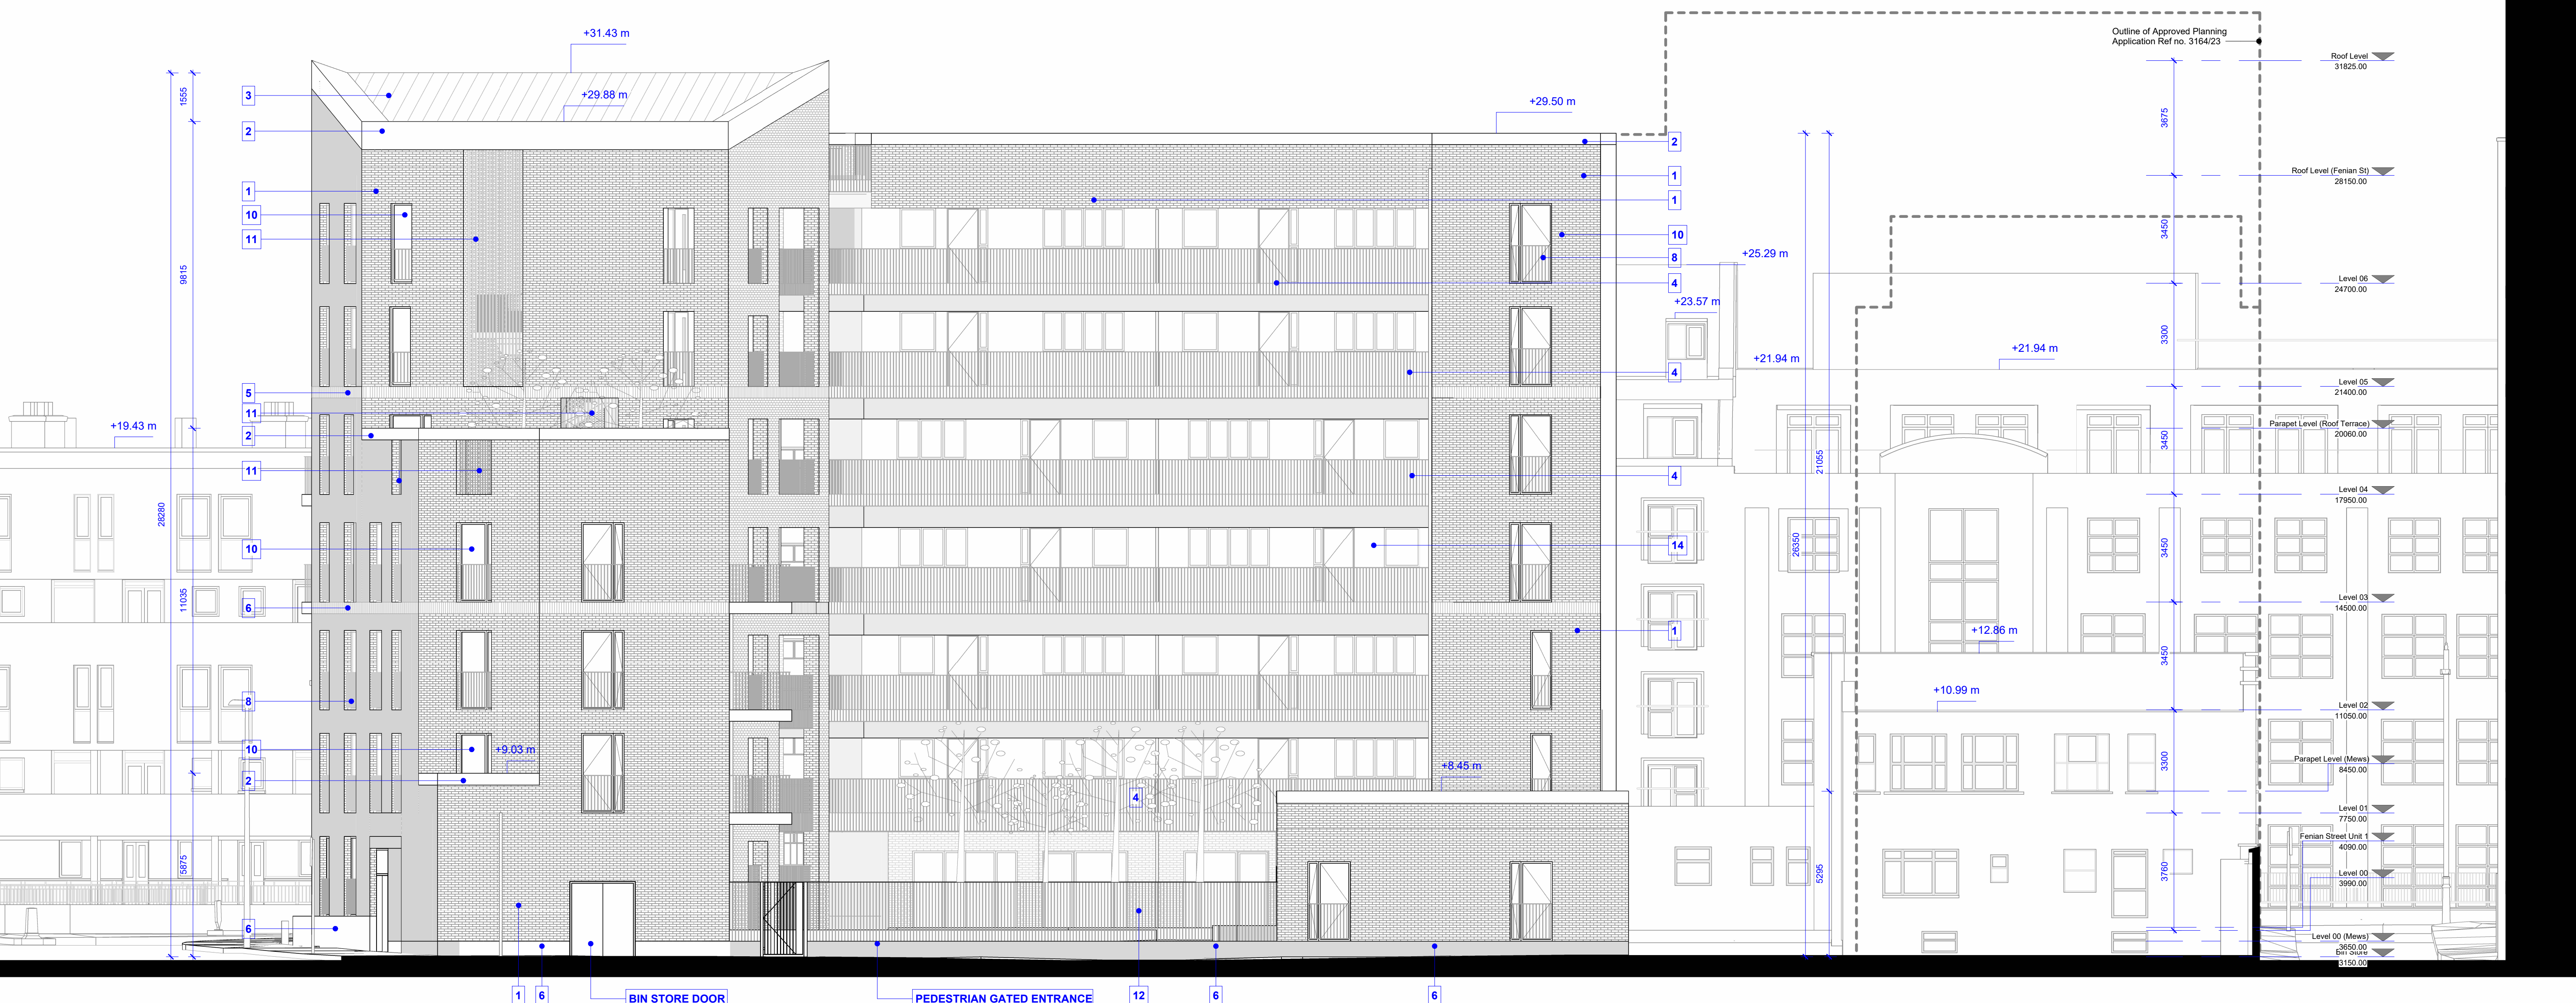 Outline of Approved Planning
Application Ref no. 3164/23
+31.43 m
+29.88 m
+29.50 m
+25.29 m
+23.57 m
+21.94 m
+21.94 m
+19.43 m
+12.86 m
+10.99 m
+9.03 m
+8.45 m
1555
9815
28280
11035
5875
3
2
1
10
11
5
11
2
11
10
6
8
10
2
6
2
1
1
10
8
4
4
4
14
1
4
21055
26350
5295
3675
3450
3300
3450
3450
3450
3300
3760
Roof Level
31825.00
Roof Level (Fenian St)
28150.00
Level 06
24700.00
Level 05
21400.00
Parapet Level (Roof Terrace)
20060.00
Level 04
17950.00
Level 03
14500.00
Level 02
11050.00
Parapet Level (Mews)
8450.00
Level 01
7750.00
Fenian Street Unit 1
4090.00
Level 00
3990.00
Level 00 (Mews)
3650.00
Bin Store
3150.00
1
6
BIN STORE DOOR
PEDESTRIAN GATED ENTRANCE
12
6
6